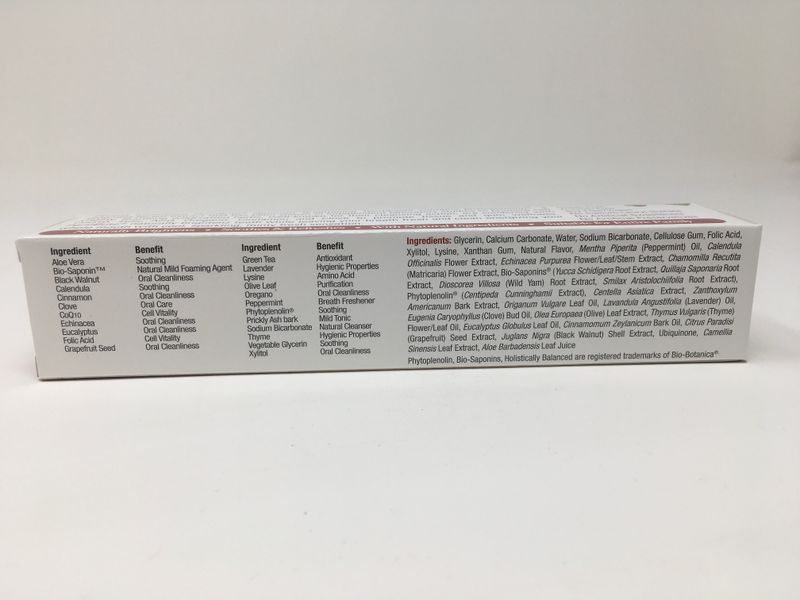 With Natural Ingredients
Ingredient Benefit
Aloe Vera Soothing
Bio-Saponin™ Natural Mild Foaming Agent
Black Walnut Oral Cleanliness
Calendula Soothing
Cinnamon Oral Cleanliness
Clove Oral Care
CoQ10 Cell Vitality
Echinacea Oral Cleanliness
Eucalyptus Oral Cleanliness
Folic Acid Cell Vitality
Grapefruit Seed Oral Cleanliness
Ingredient Benefit
Green Tea Antioxidant
Lavender Hygienic Properties
Lysine Amino Acid
Olive Leaf Purification
Oregano Oral Cleanliness
Peppermint Breath Freshener
Phytoplenolin® Soothing
Prickly Ash bark Mild Tonic
Sodium Bicarbonate Natural Cleanser
Thyme Hygienic Properties
Vegetable Glycerin Soothing
Xylitol Oral Cleanliness
Ingredients: Glycerin, Calcium Carbonate, Water, Sodium Bicarbonate, Cellulose Gum, Folic Acid,
Xylitol, Lysine, Xanthan Gum, Natural Flavor, Mentha Piperita (Peppermint) Oil, Calendula
Officinalis Flower Extract, Echinacea Purpurea Flower/Leaf/Stem Extract, Chamomilla Recutita
(Matricaria) Flower Extract, Bio-Saponins® (Yucca Schidigera Root Extract, Quillaja Saponaria Root
Extract, Dioscorea Villosa (Wild Yam) Root Extract, Smilax Aristolochiifolia Root Extract),
Phytoplenolin® (Centipeda Cunninghamii Extract), Centella Asiatica Extract, Zanthoxylum
Americanum Bark Extract, Origanum Vulgare Leaf Oil, Lavandula Angustifolia (Lavender) Oil,
Eugenia Caryophyllus (Clove) Bud Oil, Olea Europaea (Olive) Leaf Extract, Thymus Vulgaris (Thyme)
Flower/Leaf Oil, Eucalyptus Globulus Leaf Oil, Cinnamomum Zeylanicum Bark Oil, Citrus Paradisi
(Grapefruit) Seed Extract, Juglans Nigra (Black Walnut) Shell Extract, Ubiquinone, Camellia
Sinensis Leaf Extract, Aloe Barbadensis Leaf Juice
Phytoplenolin, Bio-Saponins, Holistically Balanced are registered trademarks of Bio-Botanica®.